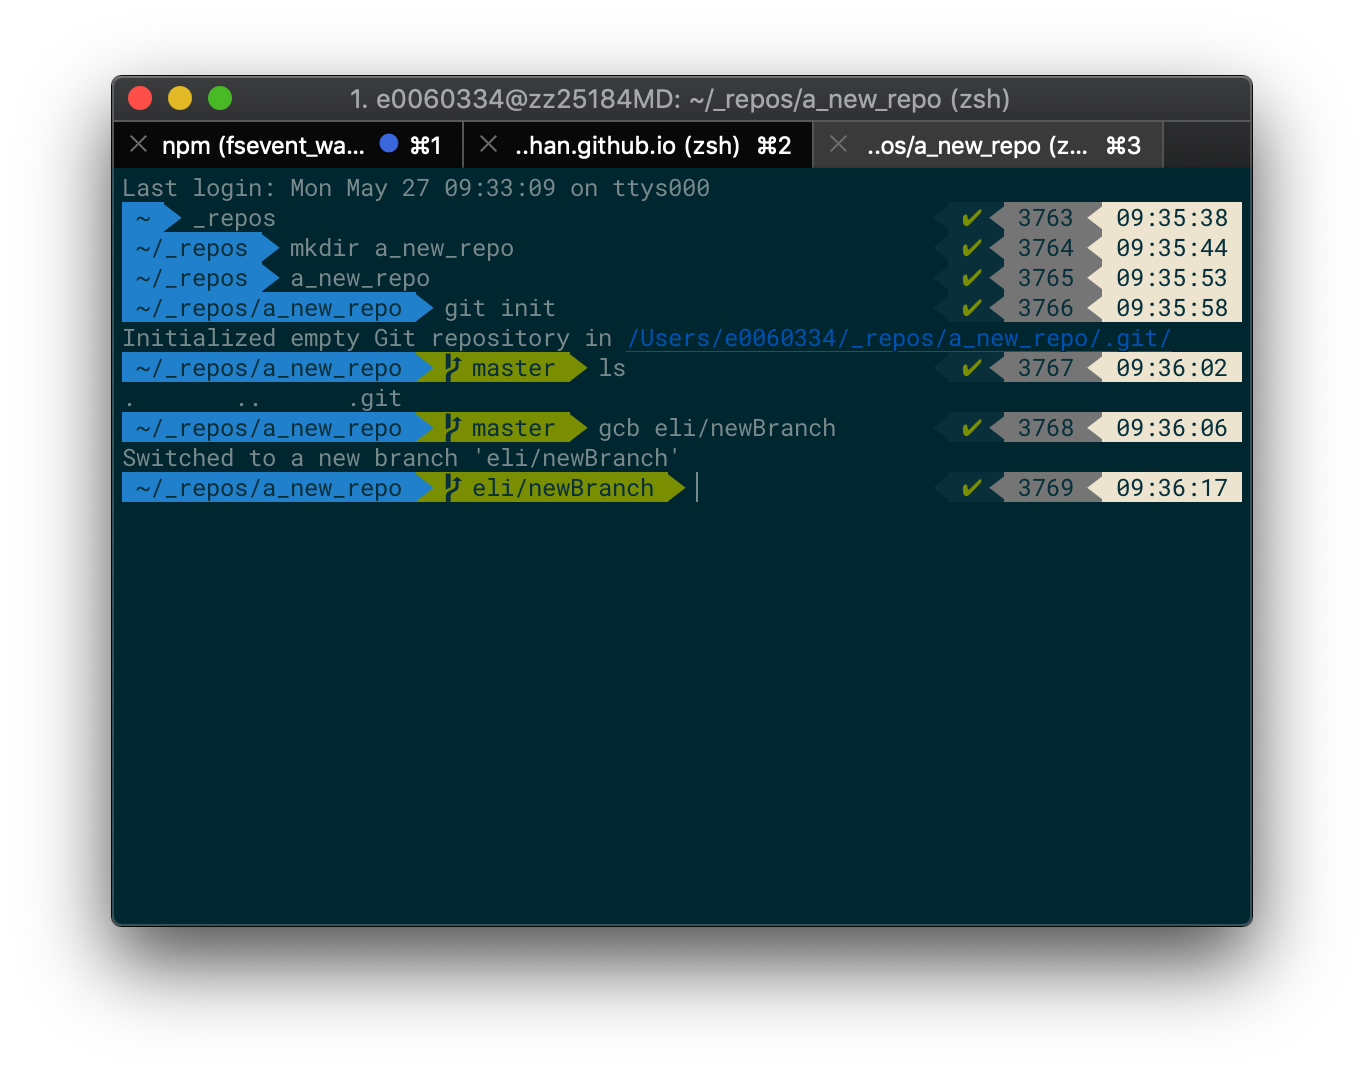 1. e0060334@zz25184MD: ~/_repos/a_new_repo (zsh)
npm (fsevent_wa... ⌘1 ..han.github.io (zsh) ⌘2 ..os/a_new_repo (z... ⌘3
Last login: Mon May 27 09:33:09 on ttys000
~ _repos ✔ 3763 09:35:38
~/_repos mkdir a_new_repo ✔ 3764 09:35:44
~/_repos a_new_repo ✔ 3765 09:35:53
~/_repos/a_new_repo git init ✔ 3766 09:35:58
Initialized empty Git repository in /Users/e0060334/_repos/a_new_repo/.git/
~/_repos/a_new_repo master ls ✔ 3767 09:36:02
. .. .git
~/_repos/a_new_repo master gcb eli/newBranch ✔ 3768 09:36:06
Switched to a new branch 'eli/newBranch'
~/_repos/a_new_repo eli/newBranch ✔ 3769 09:36:17